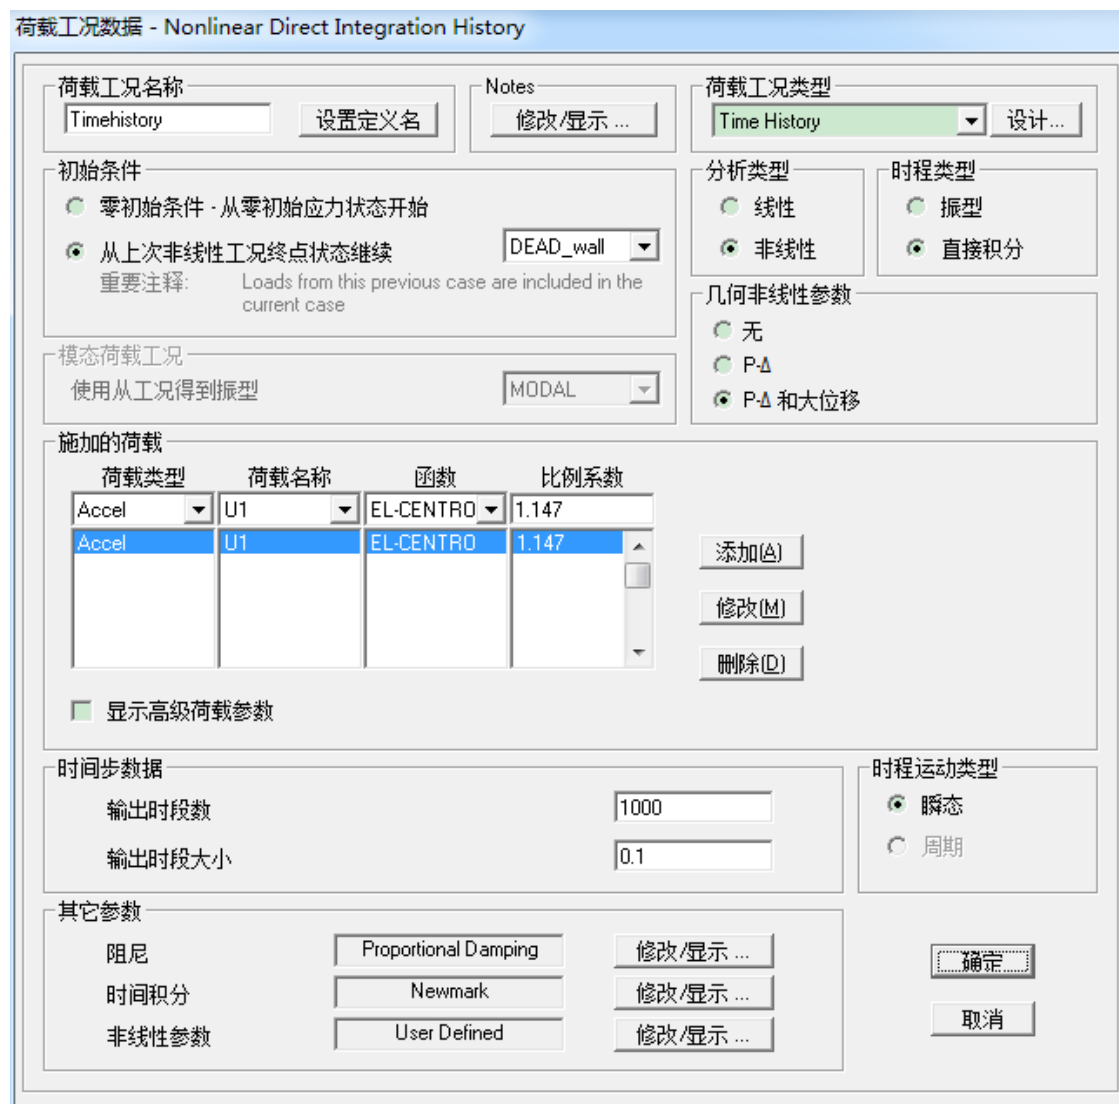 荷载工况数据 - Nonlinear Direct Integration History
荷载工况名称
Timehistory
设置定义名
Notes
修改/显示 ...
荷载工况类型
Time History
设计...
初始条件
零初始条件 - 从零初始应力状态开始
从上次非线性工况终点状态继续
DEAD_wall
重要注释: Loads from this previous case are included in the
current case
分析类型
线性
非线性
时程类型
振型
直接积分
几何非线性参数
无
P-Δ
P-Δ 和大位移
模态荷载工况
使用从工况得到振型
MODAL
施加的荷载
荷载类型 荷载名称 函数 比例系数
Accel U1 EL-CENTRO 1.147
Accel U1 EL-CENTRO 1.147
添加(A)
修改(M)
删除(D)
显示高级荷载参数
时间步数据
输出时段数 1000
输出时段大小 0.1
时程运动类型
瞬态
周期
其它参数
阻尼 Proportional Damping 修改/显示 ...
时间积分 Newmark 修改/显示 ...
非线性参数 User Defined 修改/显示 ...
确定
取消